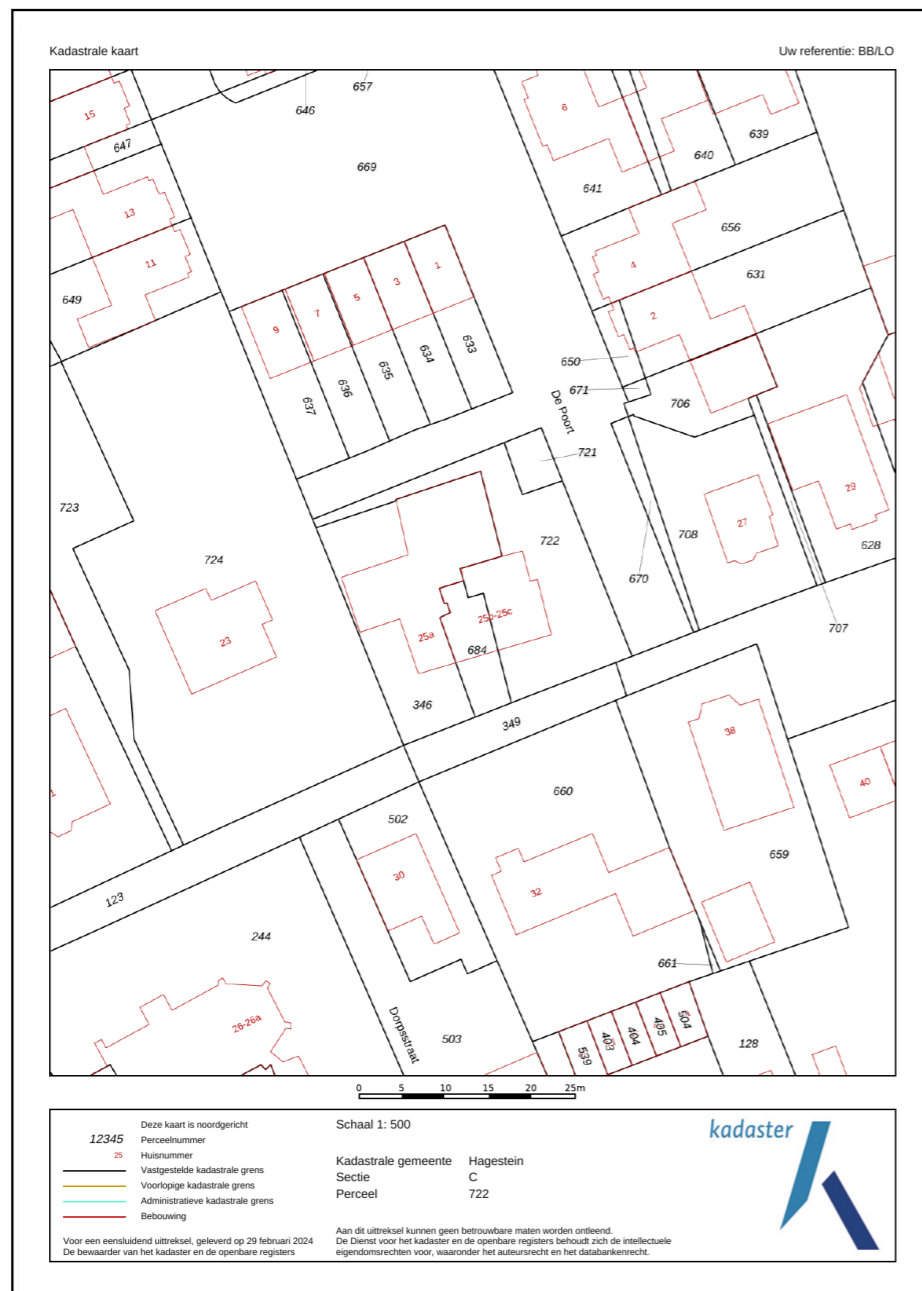 Kadastrale kaart
Uw referentie: BB/LO
657
646
15
6
647
639
640
669
641
13
656
11
4
631
649
1
3
5
7
9
2
650
633
634
635
636
637
671
706
De Poort
721
723
29
27
722
708
724
628
670
25b-25c
707
23
25a
684
346
349
38
40
660
502
659
30
32
123
244
661
26-26a
Dorpsstraat
503
539
403
404
405
504
128
0 5 10 15 20 25m
Deze kaart is noordgericht
12345 Perceelnummer
25 Huisnummer
Vastgestelde kadastrale grens
Voorlopige kadastrale grens
Administratieve kadastrale grens
Bebouwing
Voor een eensluidend uittreksel, geleverd op 29 februari 2024
De bewaarder van het kadaster en de openbare registers
Schaal 1: 500
Kadastrale gemeente Hagestein
Sectie C
Perceel 722
Aan dit uittreksel kunnen geen betrouwbare maten worden ontleend.
De Dienst voor het kadaster en de openbare registers behoudt zich de intellectuele
eigendomsrechten voor, waaronder het auteursrecht en het databankenrecht.
kadaster